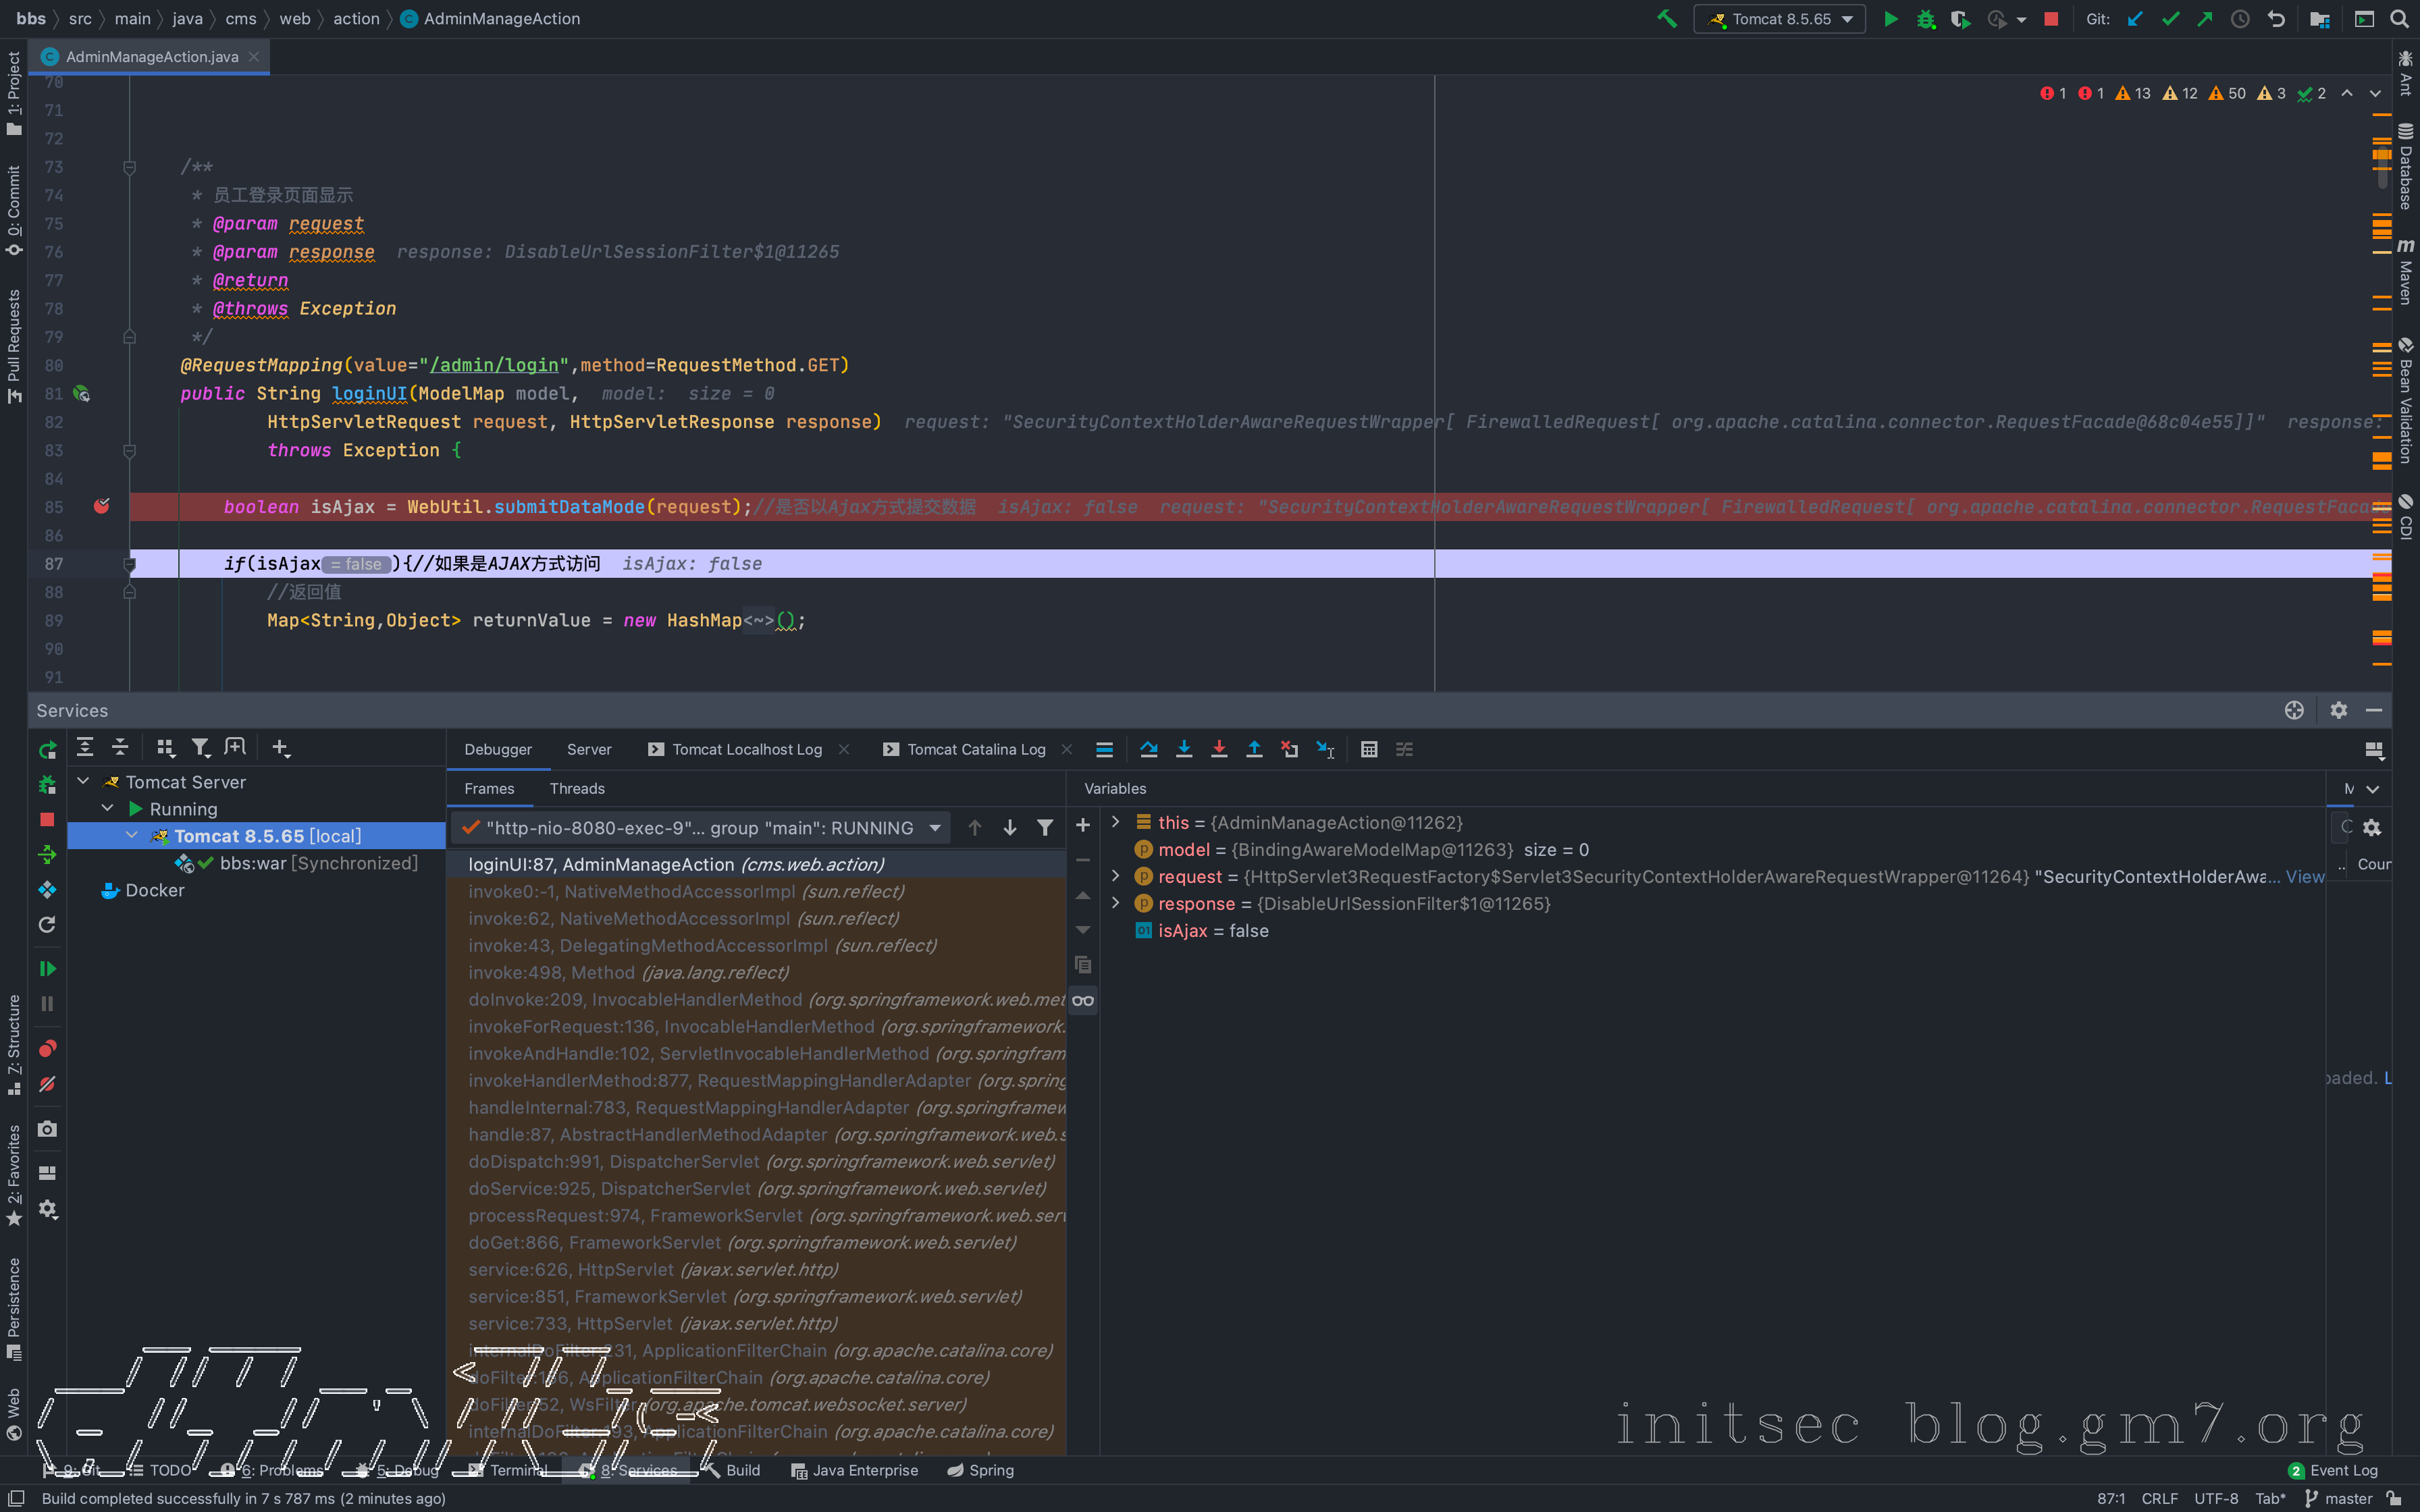 bbs src main java cms web action AdminManageAction
Tomcat 8.5.65
Git:
AdminManageAction.java
1: Project
0: Commit
Pull Requests
7: Structure
2: Favorites
Persistence
Web
Ant
Database
Maven
Bean Validation
CDI
1 1 13 12 50 3 2
70
71
72
73 /**
74 * 员工登录页面显示
75 * @param request
76 * @param response response: DisableUrlSessionFilter$1@11265
77 * @return
78 * @throws Exception
79 */
80 @RequestMapping(value="/admin/login",method=RequestMethod.GET)
81 public String loginUI(ModelMap model, model: size = 0
82 HttpServletRequest request, HttpServletResponse response) request: "SecurityContextHolderAwareRequestWrapper[ FirewalledRequest[ org.apache.catalina.connector.RequestFacade@68c04e55]]" response:
83 throws Exception {
84
85 boolean isAjax = WebUtil.submitDataMode(request);//是否以Ajax方式提交数据 isAjax: false request: "SecurityContextHolderAwareRequestWrapper[ FirewalledRequest[ org.apache.catalina.connector.RequestFacad
86
87 if(isAjax = false ){//如果是AJAX方式访问 isAjax: false
88 //返回值
89 Map<String,Object> returnValue = new HashMap<~>();
90
91
Services
Debugger Server Tomcat Localhost Log Tomcat Catalina Log
Tomcat Server
Running
Tomcat 8.5.65 [local]
bbs:war [Synchronized]
Docker
Frames Threads
"http-nio-8080-exec-9"... group "main": RUNNING
loginUI:87, AdminManageAction (cms.web.action)
invoke0:-1, NativeMethodAccessorImpl (sun.reflect)
invoke:62, NativeMethodAccessorImpl (sun.reflect)
invoke:43, DelegatingMethodAccessorImpl (sun.reflect)
invoke:498, Method (java.lang.reflect)
doInvoke:209, InvocableHandlerMethod (org.springframework.web.met
invokeForRequest:136, InvocableHandlerMethod (org.springframework.
invokeAndHandle:102, ServletInvocableHandlerMethod (org.springfram
invokeHandlerMethod:877, RequestMappingHandlerAdapter (org.spring
handleInternal:783, RequestMappingHandlerAdapter (org.springframew
handle:87, AbstractHandlerMethodAdapter (org.springframework.web.s
doDispatch:991, DispatcherServlet (org.springframework.web.servlet)
doService:925, DispatcherServlet (org.springframework.web.servlet)
processRequest:974, FrameworkServlet (org.springframework.web.serv
doGet:866, FrameworkServlet (org.springframework.web.servlet)
service:626, HttpServlet (javax.servlet.http)
service:851, FrameworkServlet (org.springframework.web.servlet)
service:733, HttpServlet (javax.servlet.http)
internalDoFilter:231, ApplicationFilterChain (org.apache.catalina.core)
doFilter:166, ApplicationFilterChain (org.apache.catalina.core)
doFilter:52, WsFilter (org.apache.tomcat.websocket.server)
internalDoFilter:193, ApplicationFilterChain (org.apache.catalina.core)
Variables
this = {AdminManageAction@11262}
model = {BindingAwareModelMap@11263} size = 0
request = {HttpServlet3RequestFactory$Servlet3SecurityContextHolderAwareRequestWrapper@11264} "SecurityContextHolderAwa... View
response = {DisableUrlSessionFilter$1@11265}
isAjax = false
Cour
oaded. L
initsec blog.gm7.org
9: Git TODO 6: Problems 5: Debug Terminal 8: Services Build Java Enterprise Spring
2 Event Log
Build completed successfully in 7 s 787 ms (2 minutes ago)
87:1 CRLF UTF-8 Tab* master